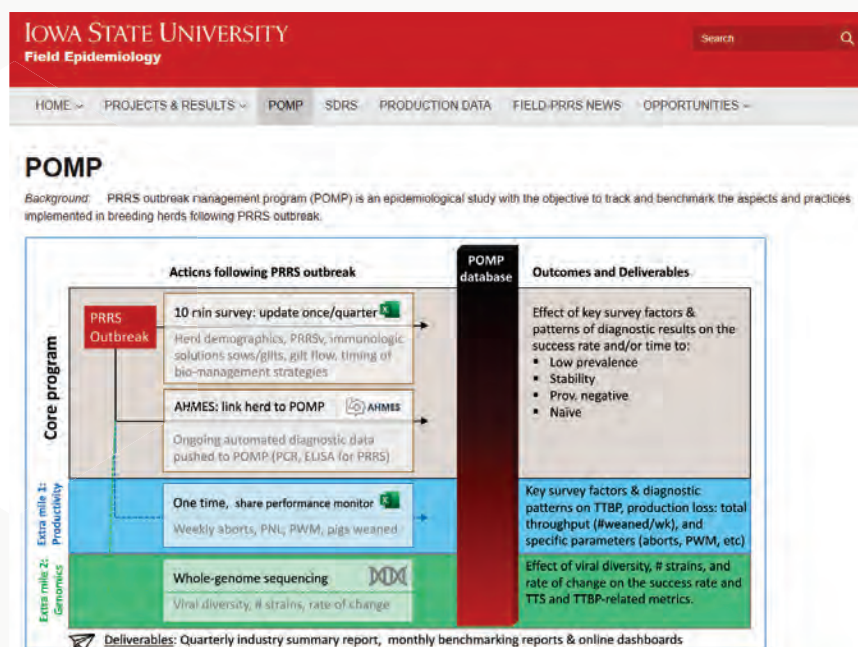 IOWA STATE UNIVERSITY
Field Epidemiology
Search
HOME PROJECTS & RESULTS POMP SDRS PRODUCTION DATA FIELD-PRRS NEWS OPPORTUNITIES
POMP
Background: PRRS outbreak management program (POMP) is an epidemiological study with the objective to track and benchmark the aspects and practices
implemented in breeding herds following PRRS outbreak.
Actions following PRRS outbreak
POMP
database
Outcomes and Deliverables
Core program
PRRS
Outbreak
10 min survey: update once/quarter
Herd demographics, PRRSv, immunologic
solutions sows/gilts, gilt flow, timing of
bio-management strategies
AHMES: link herd to POMP
AHMES
Ongoing automated diagnostic data
pushed to POMP (PCR, ELISA for PRRS)
Effect of key survey factors &
patterns of diagnostic results on the
success rate and/or time to:
▪ Low prevalence
▪ Stability
▪ Prov. negative
▪ Naïve
Extra mile 1:
Productivity
One time, share performance monitor
Weekly aborts, PNL, PWM, pigs weaned
Key survey factors & diagnostic
patterns on TTBP, production loss: total
throughput (#weaned/wk), and
specific parameters (aborts, PWM, etc)
Extra mile 2:
Genomics
Whole-genome sequencing
Viral diversity, # strains, rate of change
Effect of viral diversity, # strains, and
rate of change on the success rate and
TTS and TTBP-related metrics.
Deliverables: Quarterly industry summary report, monthly benchmarking reports & online dashboards